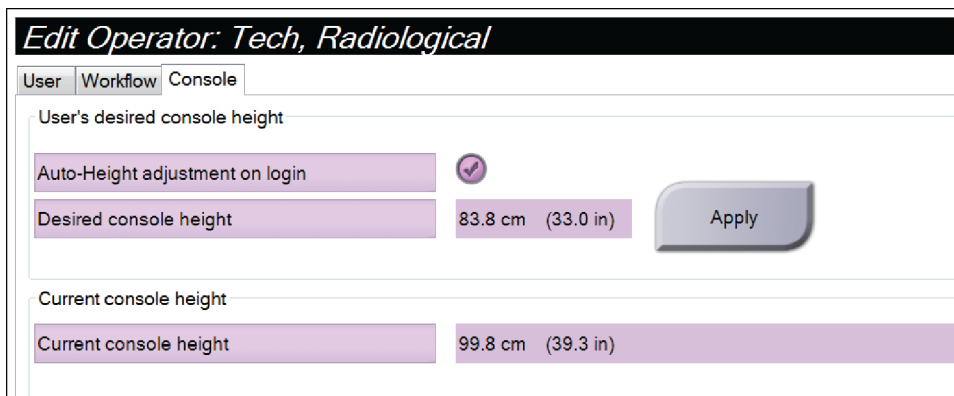 Edit Operator: Tech, Radiological
User Workflow Console
User's desired console height
Auto-Height adjustment on login
Desired console height 83.8 cm (33.0 in) Apply
Current console height
Current console height 99.8 cm (39.3 in)